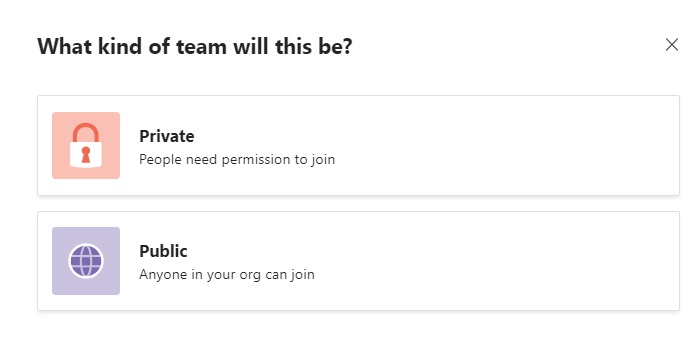 What kind of team will this be?
Private
People need permission to join
Public
Anyone in your org can join